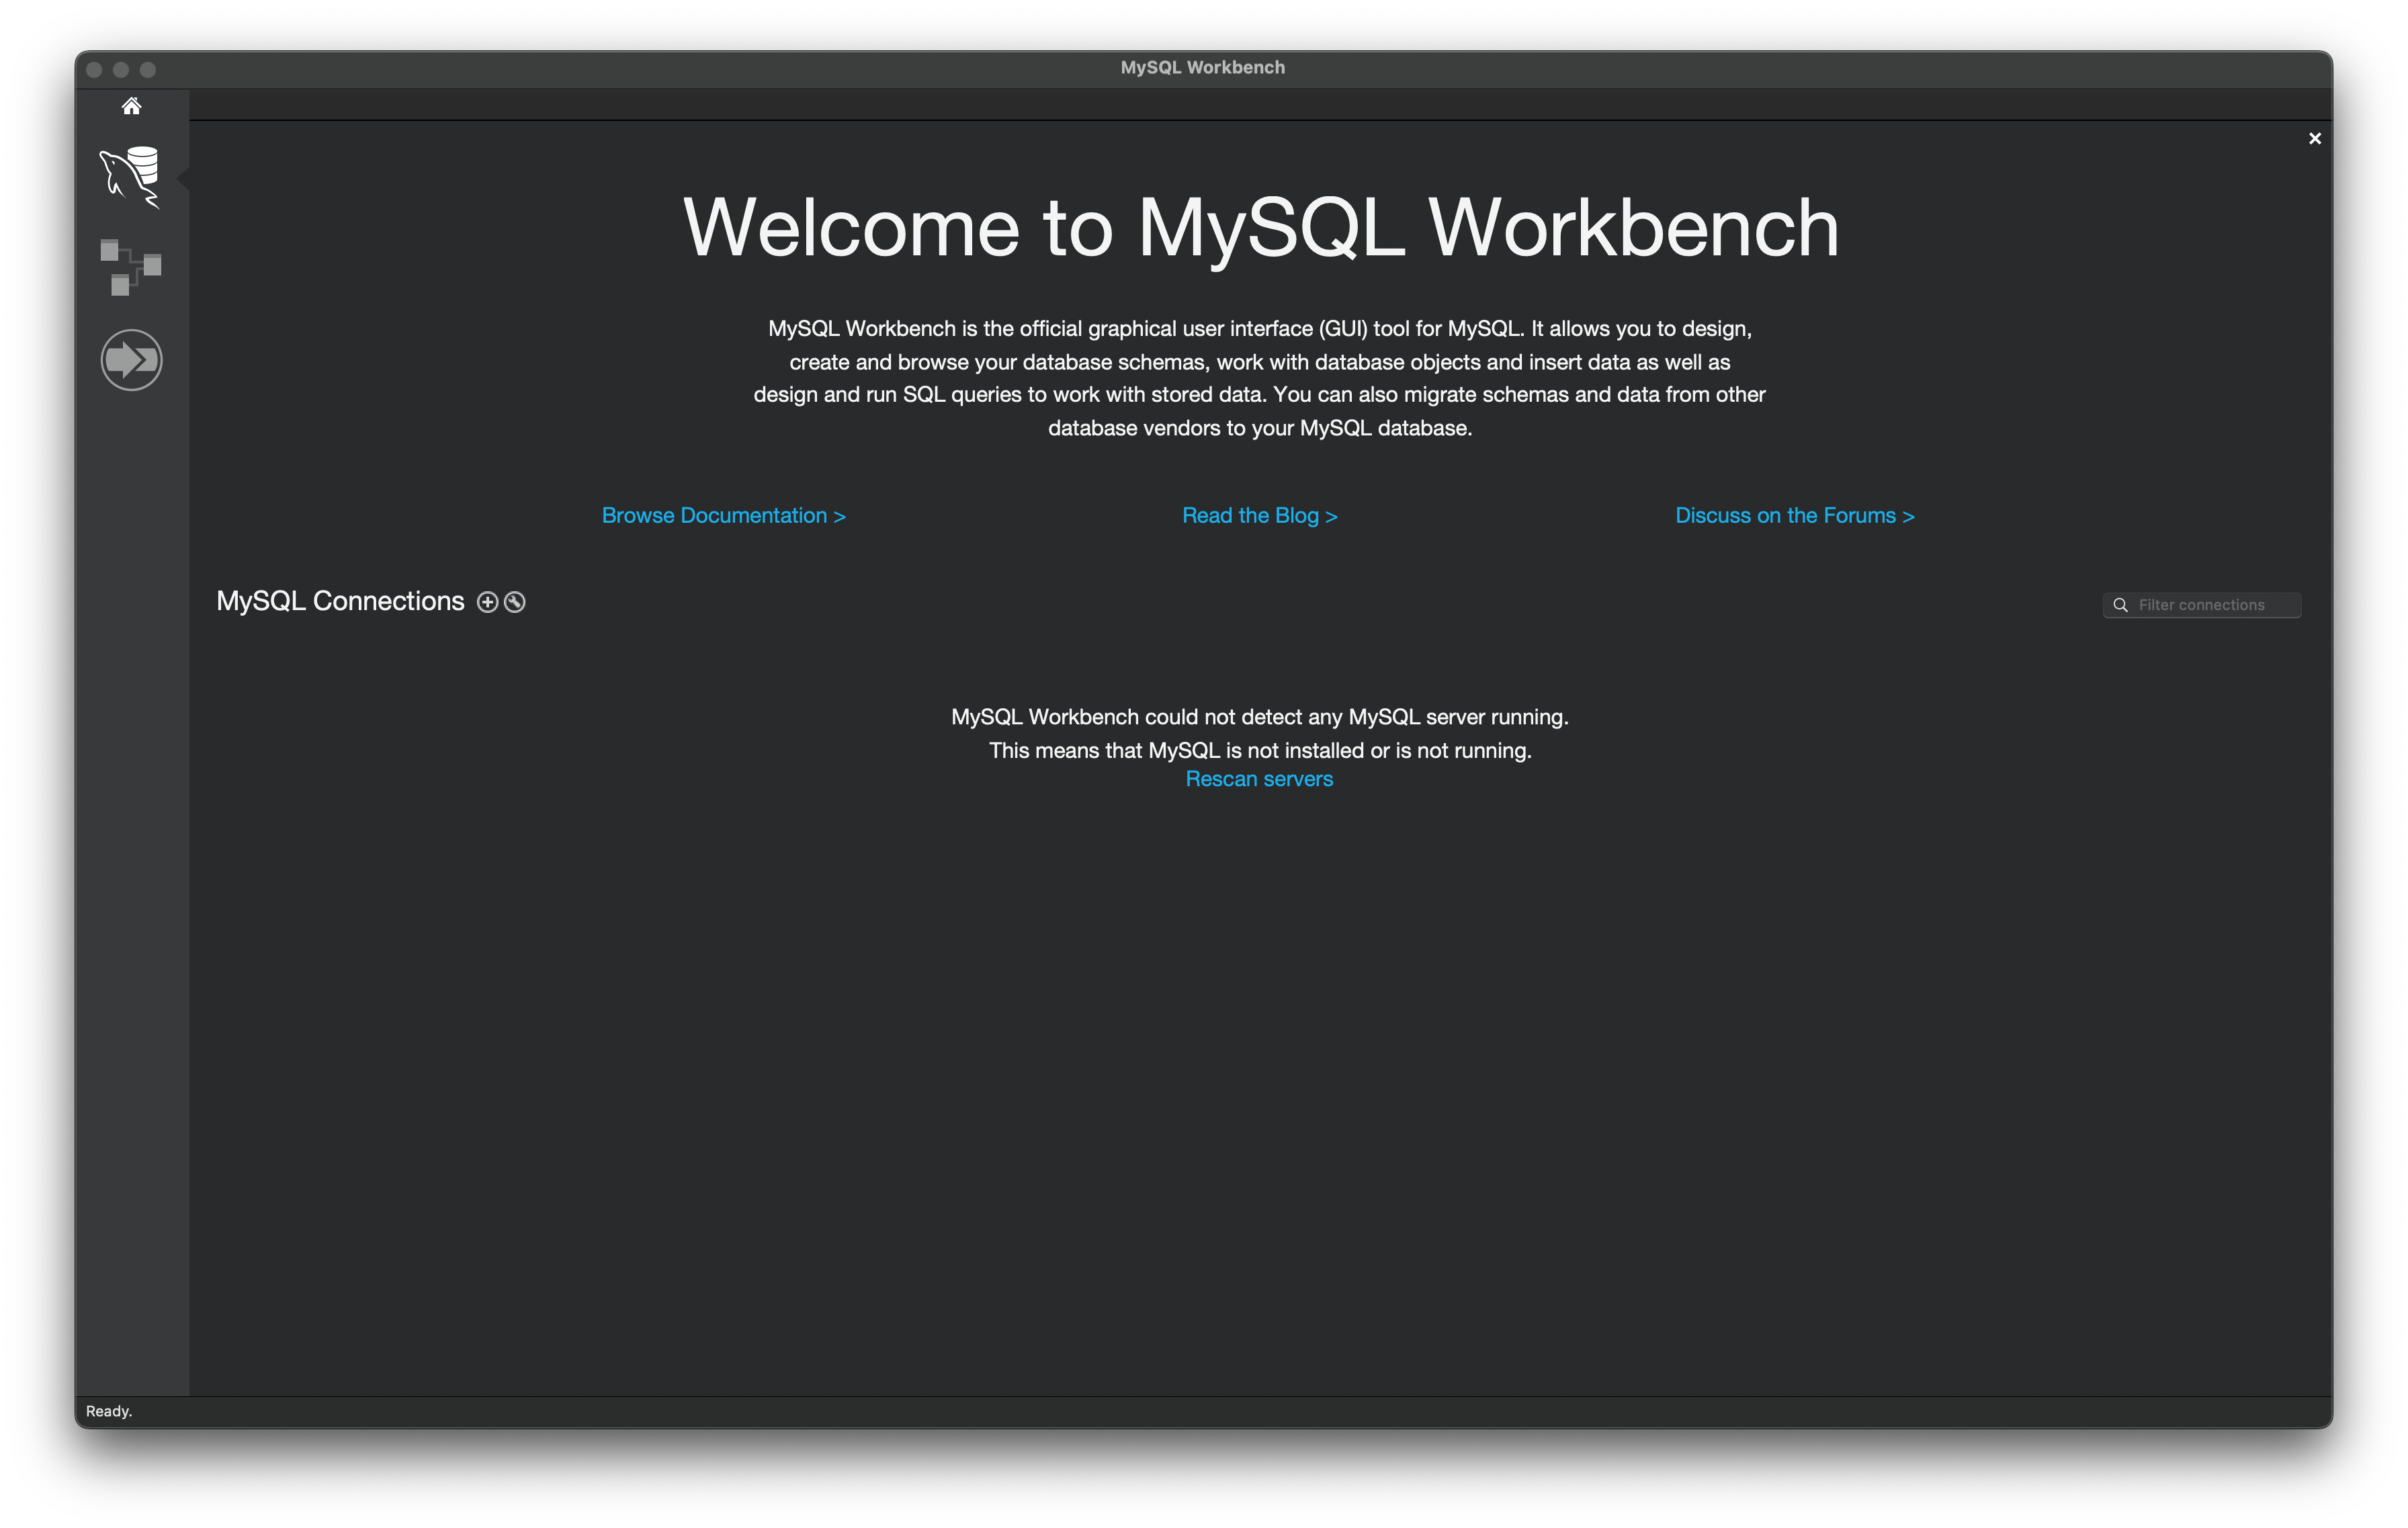 MySQL Workbench
Welcome to MySQL Workbench
MySQL Workbench is the official graphical user interface (GUI) tool for MySQL. It allows you to design,
create and browse your database schemas, work with database objects and insert data as well as
design and run SQL queries to work with stored data. You can also migrate schemas and data from other
database vendors to your MySQL database.
Browse Documentation >
Read the Blog >
Discuss on the Forums >
MySQL Connections
Filter connections
MySQL Workbench could not detect any MySQL server running.
This means that MySQL is not installed or is not running.
Rescan servers
Ready.